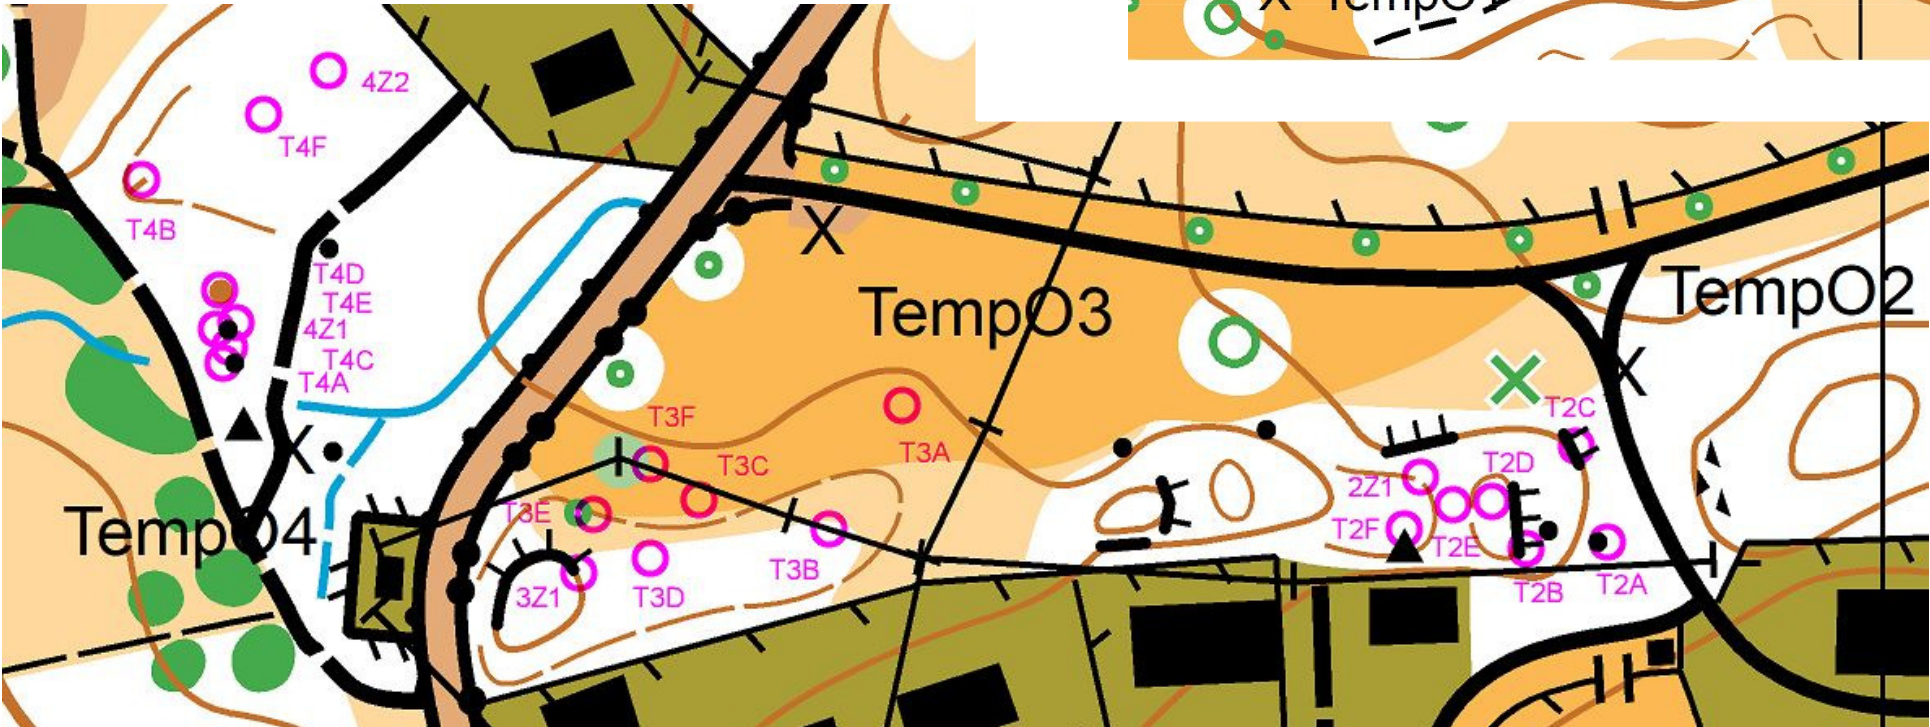 X TempO1
4Z2
T4F
T4B
X
T4D
T4E
4Z1
T4C
T4A
X
TempO4
TempO3
TempO2
X
T3F
T3A
T3C
T3E
T3B
3Z1
T3D
T2C
T2D
2Z1
T2F
T2E
T2B
T2A